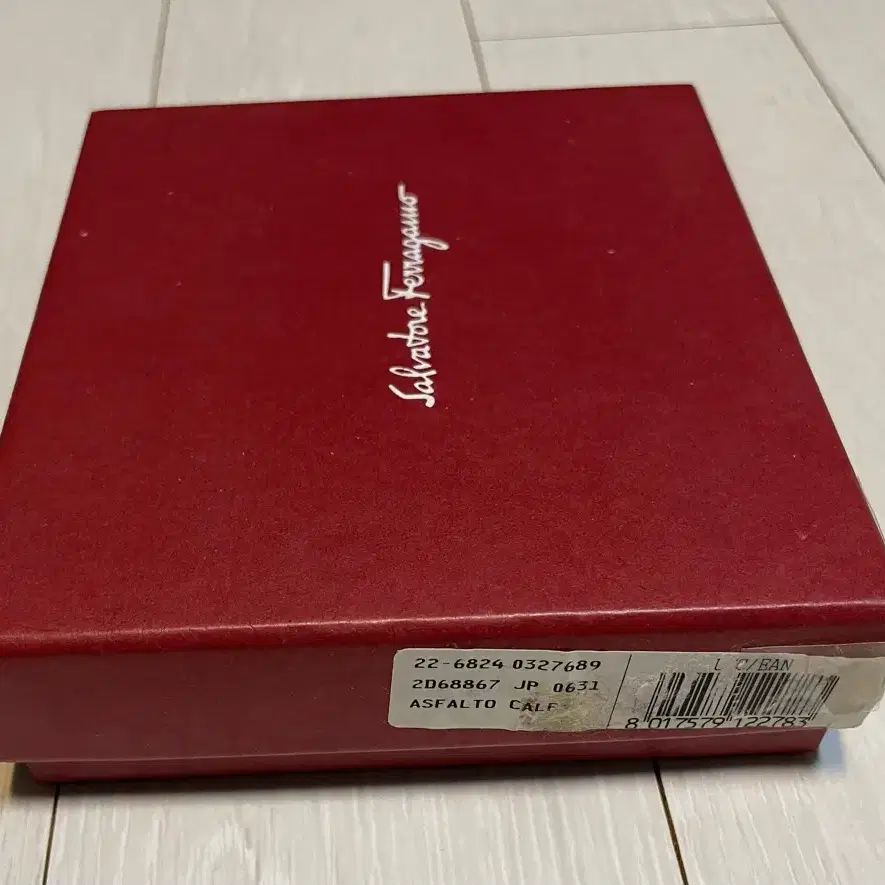 Salvatore Ferragamo
22-6824 0327689
2D68867 JP 0631
ASFALTO CALF
/EAN
8 017579 122783